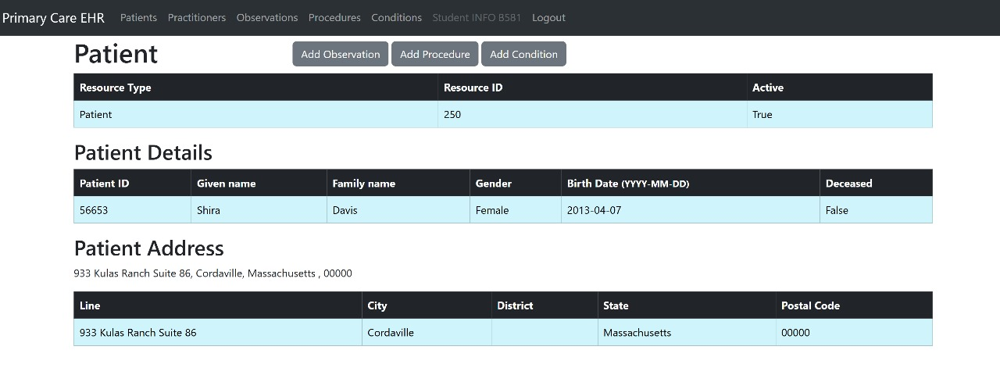 Primary Care EHR Patients Practitioners Observations Procedures Conditions Student INFO B581 Logout
Patient Add Observation Add Procedure Add Condition
Resource Type Resource ID Active
Patient 250 True
Patient Details
Patient ID Given name Family name Gender Birth Date (YYYY-MM-DD) Deceased
56653 Shira Davis Female 2013-04-07 False
Patient Address
933 Kulas Ranch Suite 86, Cordaville, Massachusetts , 00000
Line City District State Postal Code
933 Kulas Ranch Suite 86 Cordaville Massachusetts 00000